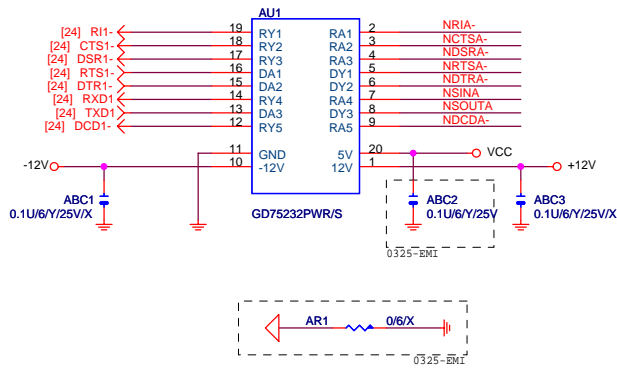 AU1
[24] RI1- 19 RY1 RA1 2 NRIA-
[24] CTS1- 18 RY2 RA2 3 NCTSA-
[24] DSR1- 17 RY3 RA3 4 NDSRA-
[24] RTS1- 16 DA1 DY1 5 NRTSA-
[24] DTR1- 15 DA2 DY2 6 NDTRA-
[24] RXD1 14 RY4 RA4 7 NSINA
[24] TXD1 13 DA3 DY3 8 NSOUTA
[24] DCD1- 12 RY5 RA5 9 NDCDA-
11 GND 5V 20 VCC
-12V 10 -12V 12V 1 +12V
ABC1
0.1U/6/Y/25V/X
GD75232PWR/S
ABC2
0.1U/6/Y/25V
ABC3
0.1U/6/Y/25V/X
0325-EMI
AR1 0/6/X
0325-EMI